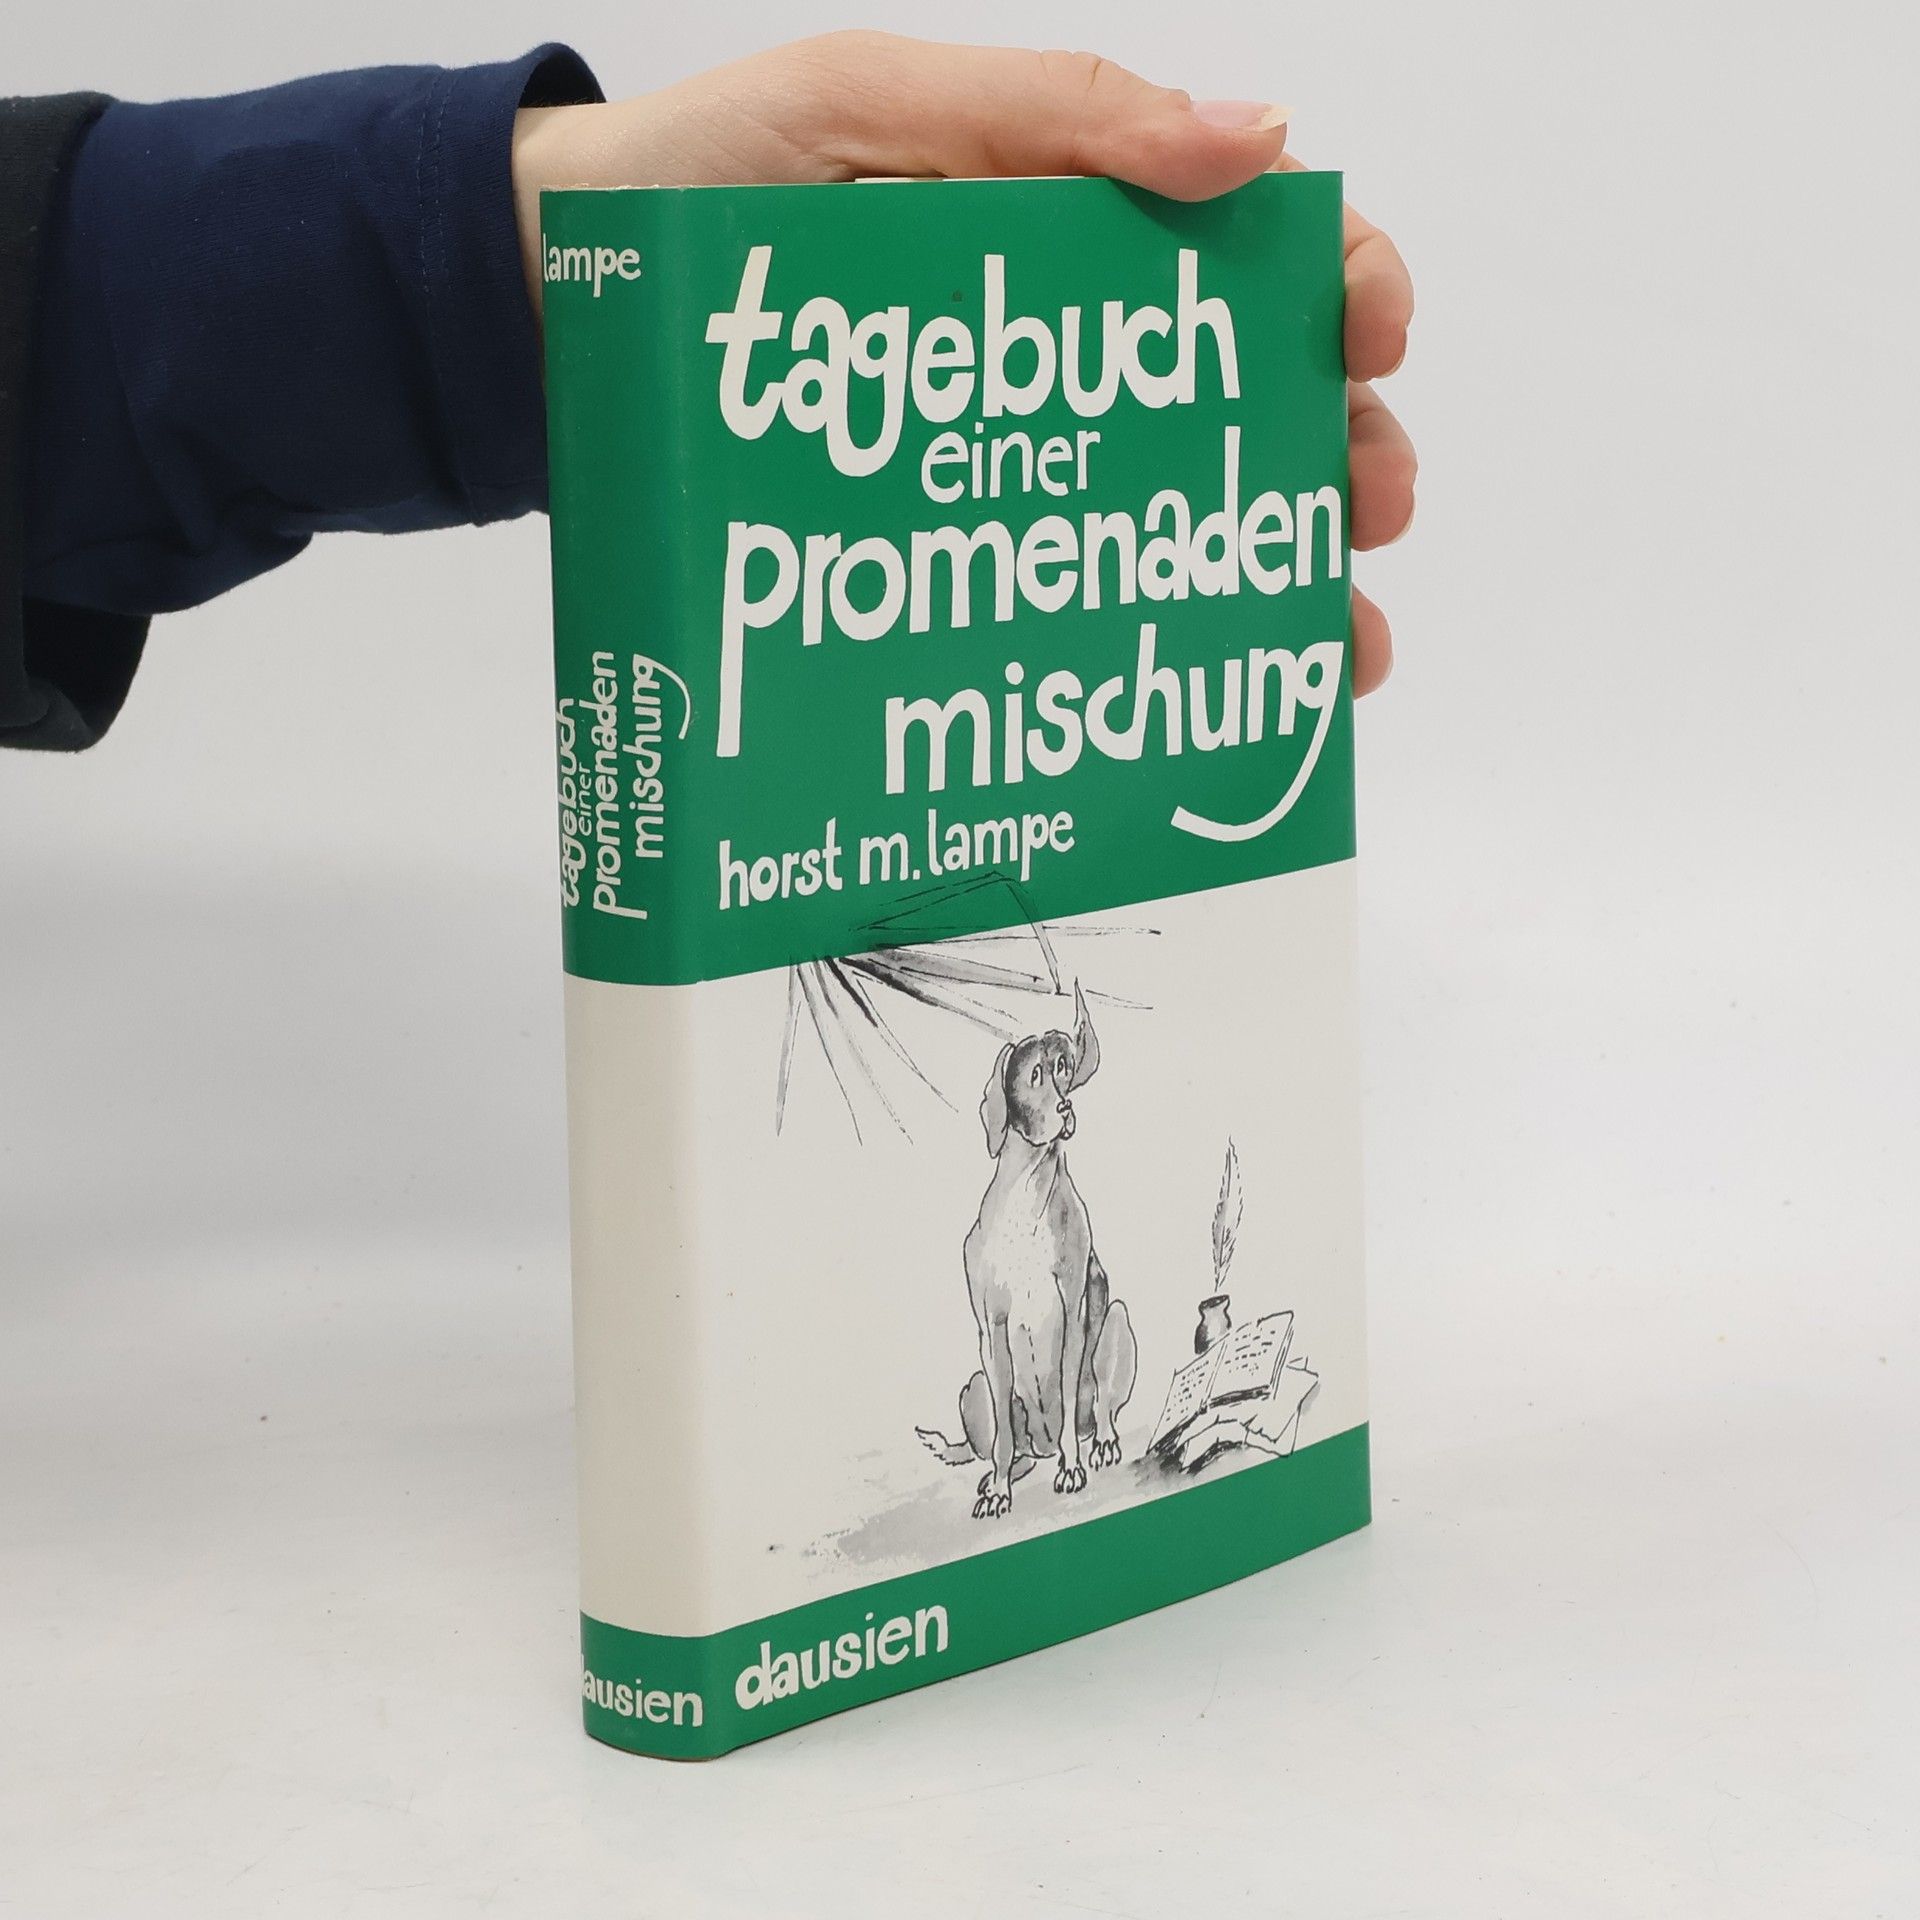 lampe
tagebuch
einer
promenaden
mischung
dausien
tagebuch
einer
promenaden
mischung
horst m. lampe
dausien